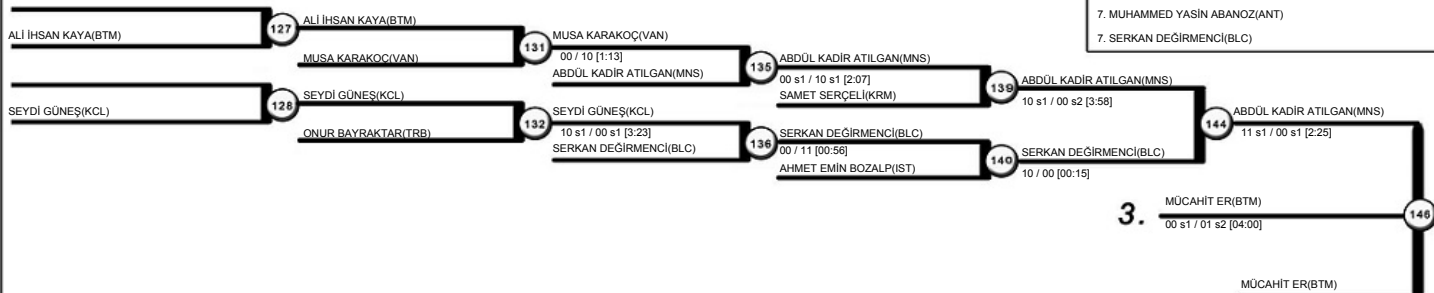 7. MUHAMMED YASİN ABANOZ(ANT)
7. SERKAN DEĞİRMENCİ(BLC)
ALİ İHSAN KAYA(BTM)
127
ALİ İHSAN KAYA(BTM)
MUSA KARAKOÇ(VAN)
131
MUSA KARAKOÇ(VAN)
00 / 10 [1:13]
ABDÜL KADİR ATILGAN(MNS)
135
ABDÜL KADİR ATILGAN(MNS)
00 s1 / 10 s1 [2:07]
SAMET SERÇELİ(KRM)
139
ABDÜL KADİR ATILGAN(MNS)
10 s1 / 00 s2 [3:58]
SEYDİ GÜNEŞ(KCL)
128
SEYDİ GÜNEŞ(KCL)
ONUR BAYRAKTAR(TRB)
132
SEYDİ GÜNEŞ(KCL)
10 s1 / 00 s1 [3:23]
SERKAN DEĞİRMENCİ(BLC)
136
SERKAN DEĞİRMENCİ(BLC)
00 / 11 [00:56]
AHMET EMİN BOZALP(IST)
140
SERKAN DEĞİRMENCİ(BLC)
10 / 00 [00:15]
144
ABDÜL KADİR ATILGAN(MNS)
11 s1 / 00 s1 [2:25]
3.
MÜCAHİT ER(BTM)
00 s1 / 01 s2 [04:00]
146
MÜCAHİT ER(BTM)